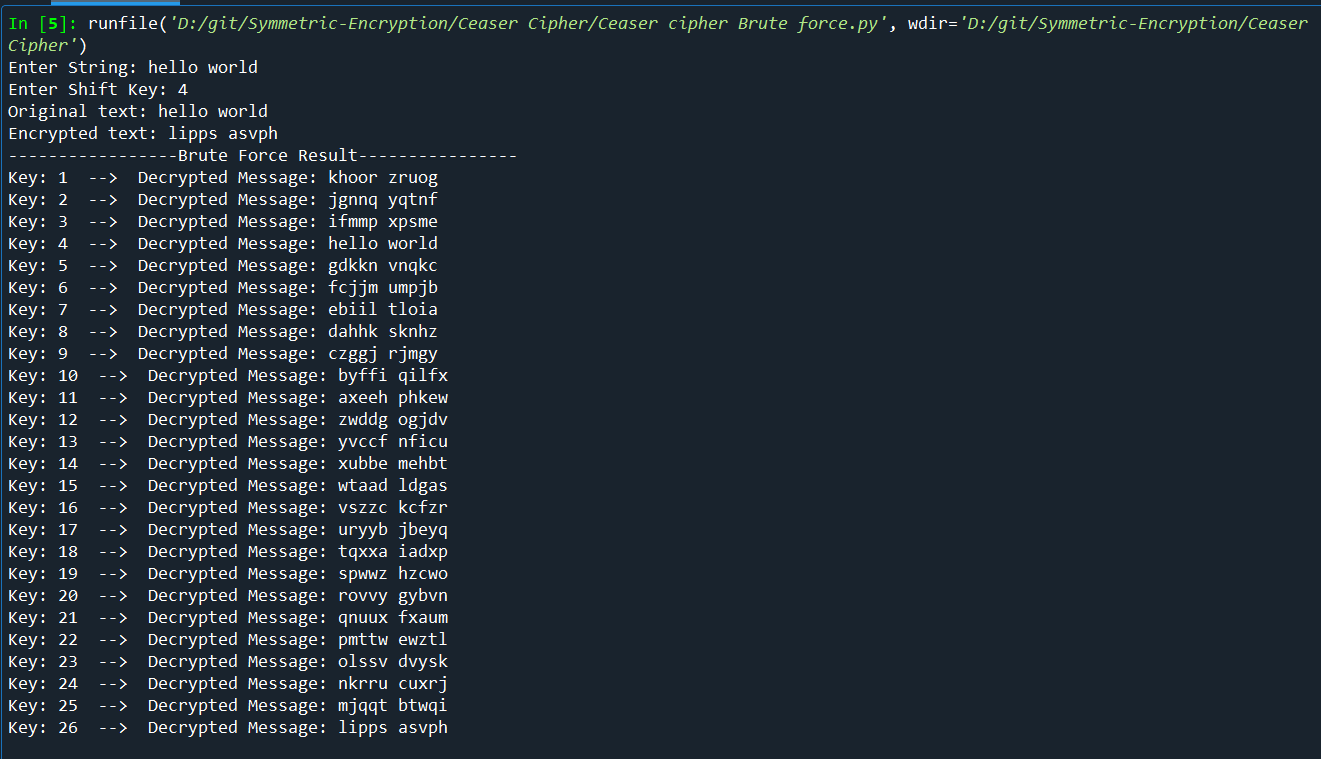 In [5]: runfile('D:/git/Symmetric-Encryption/Ceaser Cipher/Ceaser cipher Brute force.py', wdir='D:/git/Symmetric-Encryption/Ceaser
Cipher')
Enter String: hello world
Enter Shift Key: 4
Original text: hello world
Encrypted text: lipps asvph
-----------------Brute Force Result----------------
Key: 1  -->  Decrypted Message: khoor zruog
Key: 2  -->  Decrypted Message: jgnnq yqtnf
Key: 3  -->  Decrypted Message: ifmmp xpsme
Key: 4  -->  Decrypted Message: hello world
Key: 5  -->  Decrypted Message: gdkkn vnqkc
Key: 6  -->  Decrypted Message: fcjjm umpjb
Key: 7  -->  Decrypted Message: ebiil tloia
Key: 8  -->  Decrypted Message: dahhk sknhz
Key: 9  -->  Decrypted Message: czggj rjmgy
Key: 10  -->  Decrypted Message: byffi qilfx
Key: 11  -->  Decrypted Message: axeeh phkew
Key: 12  -->  Decrypted Message: zwddg ogjdv
Key: 13  -->  Decrypted Message: yvccf nficu
Key: 14  -->  Decrypted Message: xubbe mehbt
Key: 15  -->  Decrypted Message: wtaad ldgas
Key: 16  -->  Decrypted Message: vszzc kcfzr
Key: 17  -->  Decrypted Message: uryyb jbeyq
Key: 18  -->  Decrypted Message: tqxxa iadxp
Key: 19  -->  Decrypted Message: spwwz hzcwo
Key: 20  -->  Decrypted Message: rovvy gybvn
Key: 21  -->  Decrypted Message: qnuux fxaum
Key: 22  -->  Decrypted Message: pmttw ewztl
Key: 23  -->  Decrypted Message: olssv dvysk
Key: 24  -->  Decrypted Message: nkrru cuxrj
Key: 25  -->  Decrypted Message: mjqqt btwqi
Key: 26  -->  Decrypted Message: lipps asvph